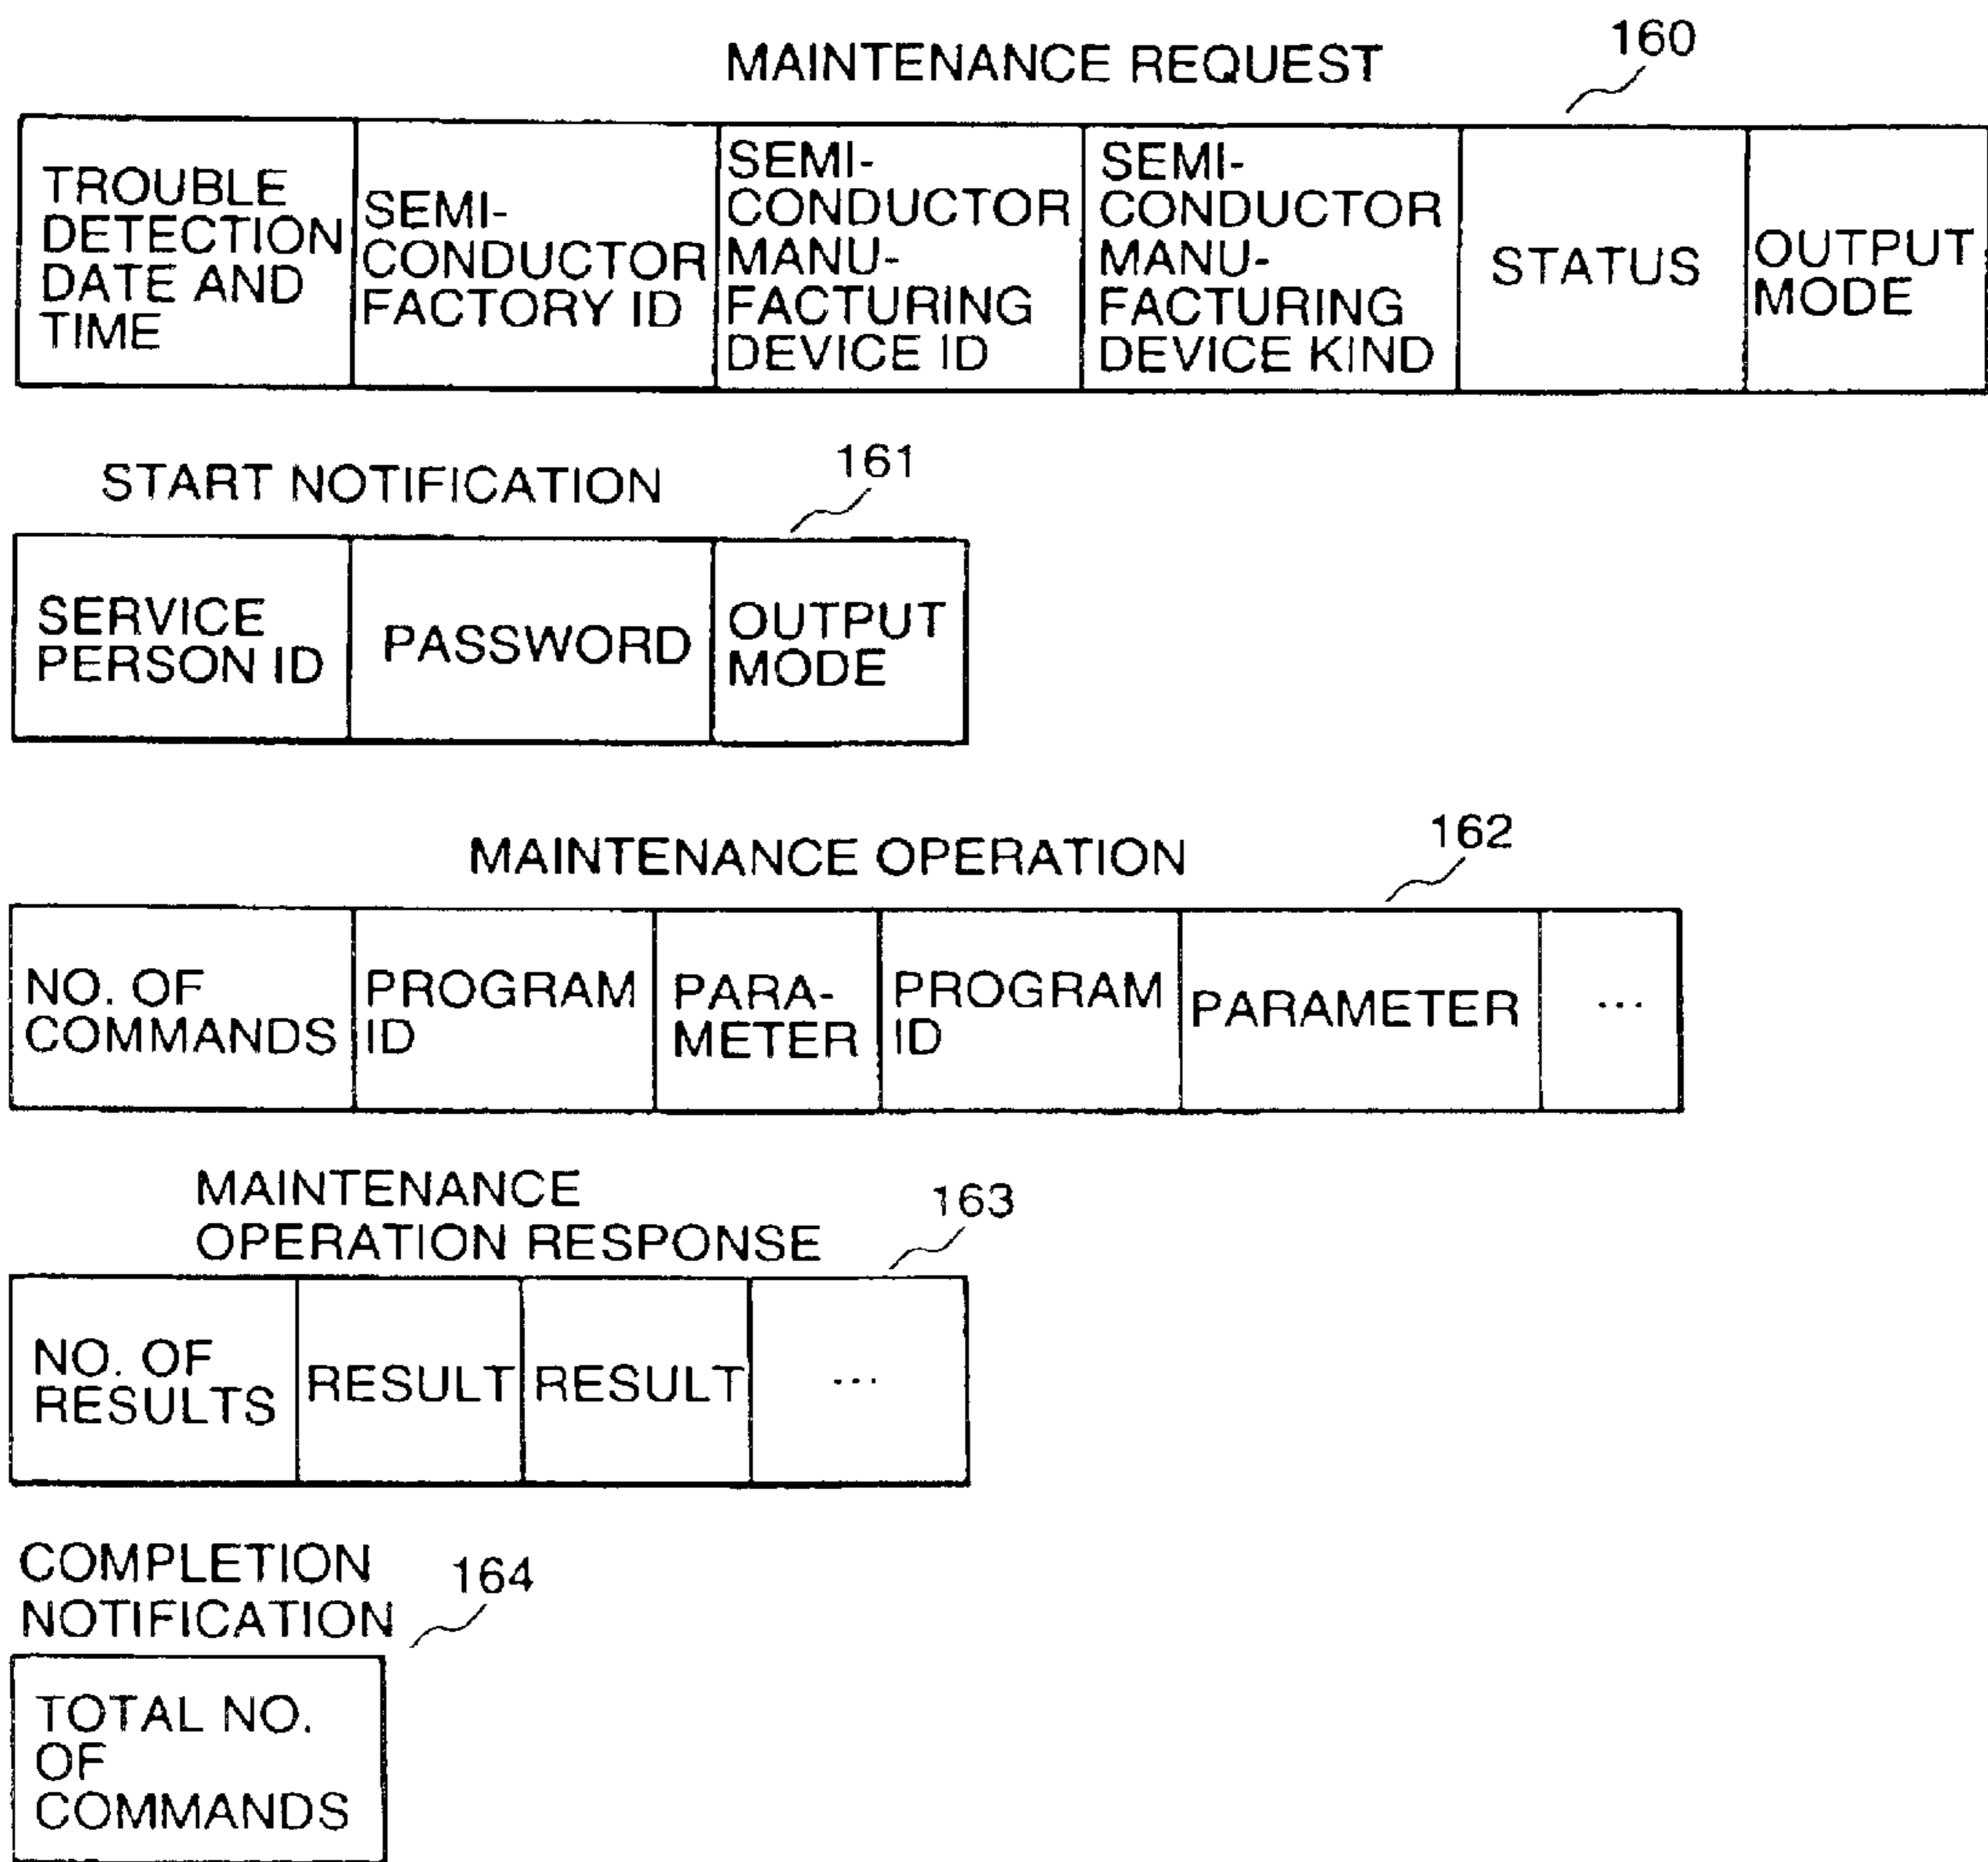 MAINTENANCE REQUEST
160
TROUBLE
DETECTION
DATE AND
TIME
SEMI-
CONDUCTOR
FACTORY ID
SEMI-
CONDUCTOR
MANU-
FACTURING
DEVICE ID
SEMI-
CONDUCTOR
MANU-
FACTURING
DEVICE KIND
STATUS
OUTPUT
MODE
START NOTIFICATION
161
SERVICE
PERSON ID
PASSWORD
OUTPUT
MODE
MAINTENANCE OPERATION
162
NO. OF
COMMANDS
PROGRAM
ID
PARA-
METER
PROGRAM
ID
PARAMETER
...
MAINTENANCE
OPERATION RESPONSE
163
NO. OF
RESULTS
RESULT
RESULT
...
COMPLETION
NOTIFICATION
164
TOTAL NO.
OF
COMMANDS